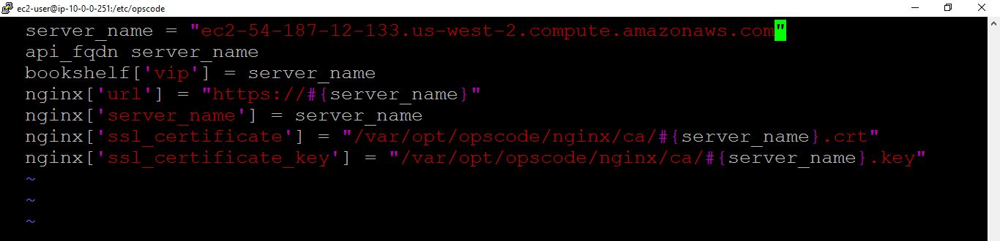 ec2-user@ip-10-0-0-251:/etc/opscode
server_name = "ec2-54-187-12-133.us-west-2.compute.amazonaws.com"
api_fqdn server_name
bookshelf['vip'] = server_name
nginx['url'] = "https://#{server_name}"
nginx['server_name'] = server_name
nginx['ssl_certificate'] = "/var/opt/opscode/nginx/ca/#{server_name}.crt"
nginx['ssl_certificate_key'] = "/var/opt/opscode/nginx/ca/#{server_name}.key"
~
~
~